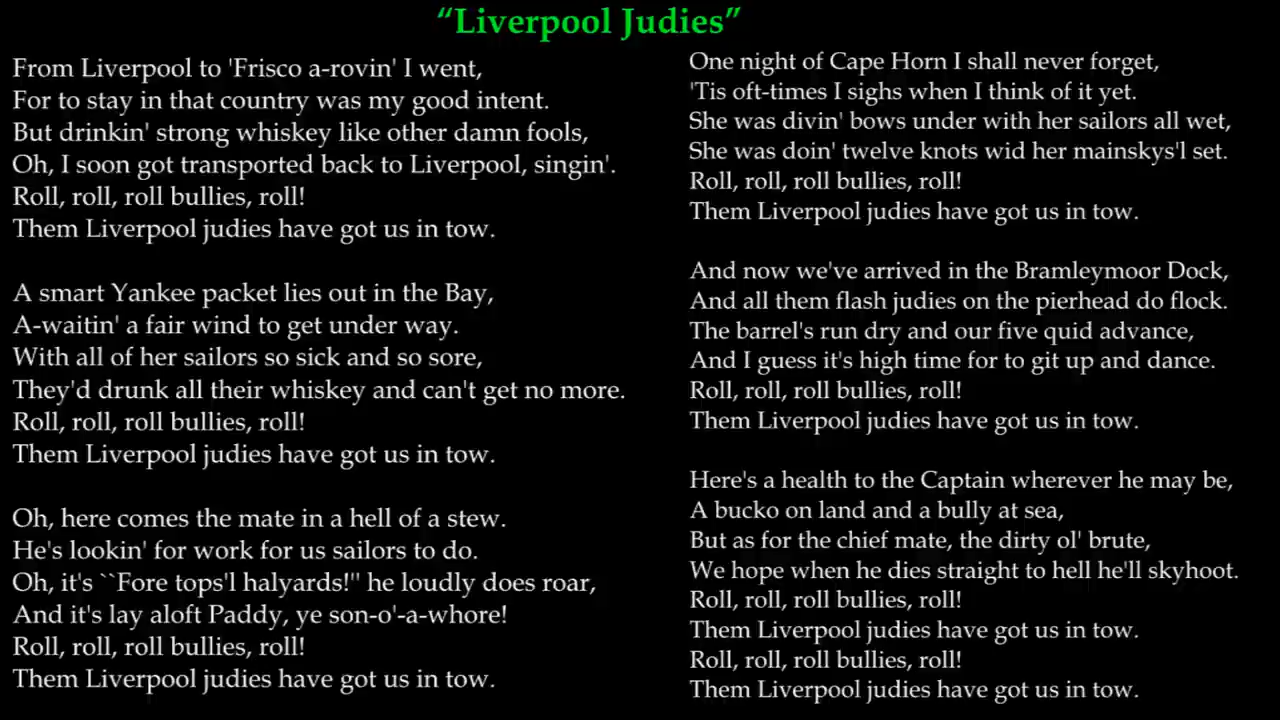 “Liverpool Judies”
From Liverpool to 'Frisco a-rovin' I went,
For to stay in that country was my good intent.
But drinkin' strong whiskey like other damn fools,
Oh, I soon got transported back to Liverpool, singin'.
Roll, roll, roll bullies, roll!
Them Liverpool judies have got us in tow.

A smart Yankee packet lies out in the Bay,
A-waitin' a fair wind to get under way.
With all of her sailors so sick and so sore,
They'd drunk all their whiskey and can't get no more.
Roll, roll, roll bullies, roll!
Them Liverpool judies have got us in tow.

Oh, here comes the mate in a hell of a stew.
He's lookin' for work for us sailors to do.
Oh, it's ``Fore tops'l halyards!'' he loudly does roar,
And it's lay aloft Paddy, ye son-o'-a-whore!
Roll, roll, roll bullies, roll!
Them Liverpool judies have got us in tow.

One night of Cape Horn I shall never forget,
'Tis oft-times I sighs when I think of it yet.
She was divin' bows under with her sailors all wet,
She was doin' twelve knots wid her mainskys'l set.
Roll, roll, roll bullies, roll!
Them Liverpool judies have got us in tow.

And now we've arrived in the Bramleymoor Dock,
And all them flash judies on the pierhead do flock.
The barrel's run dry and our five quid advance,
And I guess it's high time for to git up and dance.
Roll, roll, roll bullies, roll!
Them Liverpool judies have got us in tow.

Here's a health to the Captain wherever he may be,
A bucko on land and a bully at sea,
But as for the chief mate, the dirty ol' brute,
We hope when he dies straight to hell he'll skyhoot.
Roll, roll, roll bullies, roll!
Them Liverpool judies have got us in tow.
Roll, roll, roll bullies, roll!
Them Liverpool judies have got us in tow.